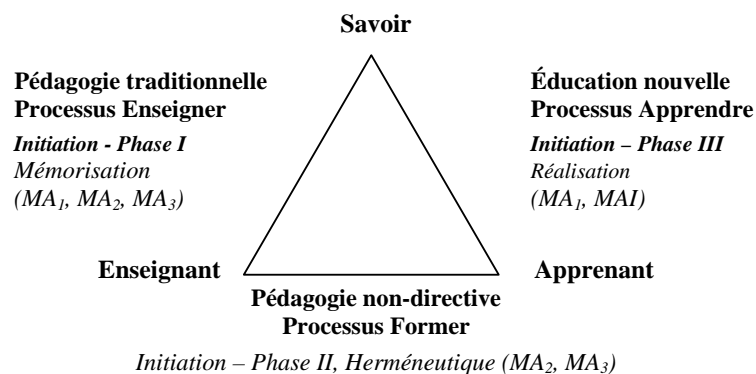 Savoir
Pédagogie traditionnelle
Processus Enseigner
Initiation - Phase I
Mémorisation
(MA1, MA2, MA3)
Éducation nouvelle
Processus Apprendre
Initiation – Phase III
Réalisation
(MA1, MAI)
Enseignant
Apprenant
Pédagogie non-directive
Processus Former
Initiation – Phase II, Herméneutique (MA2, MA3)